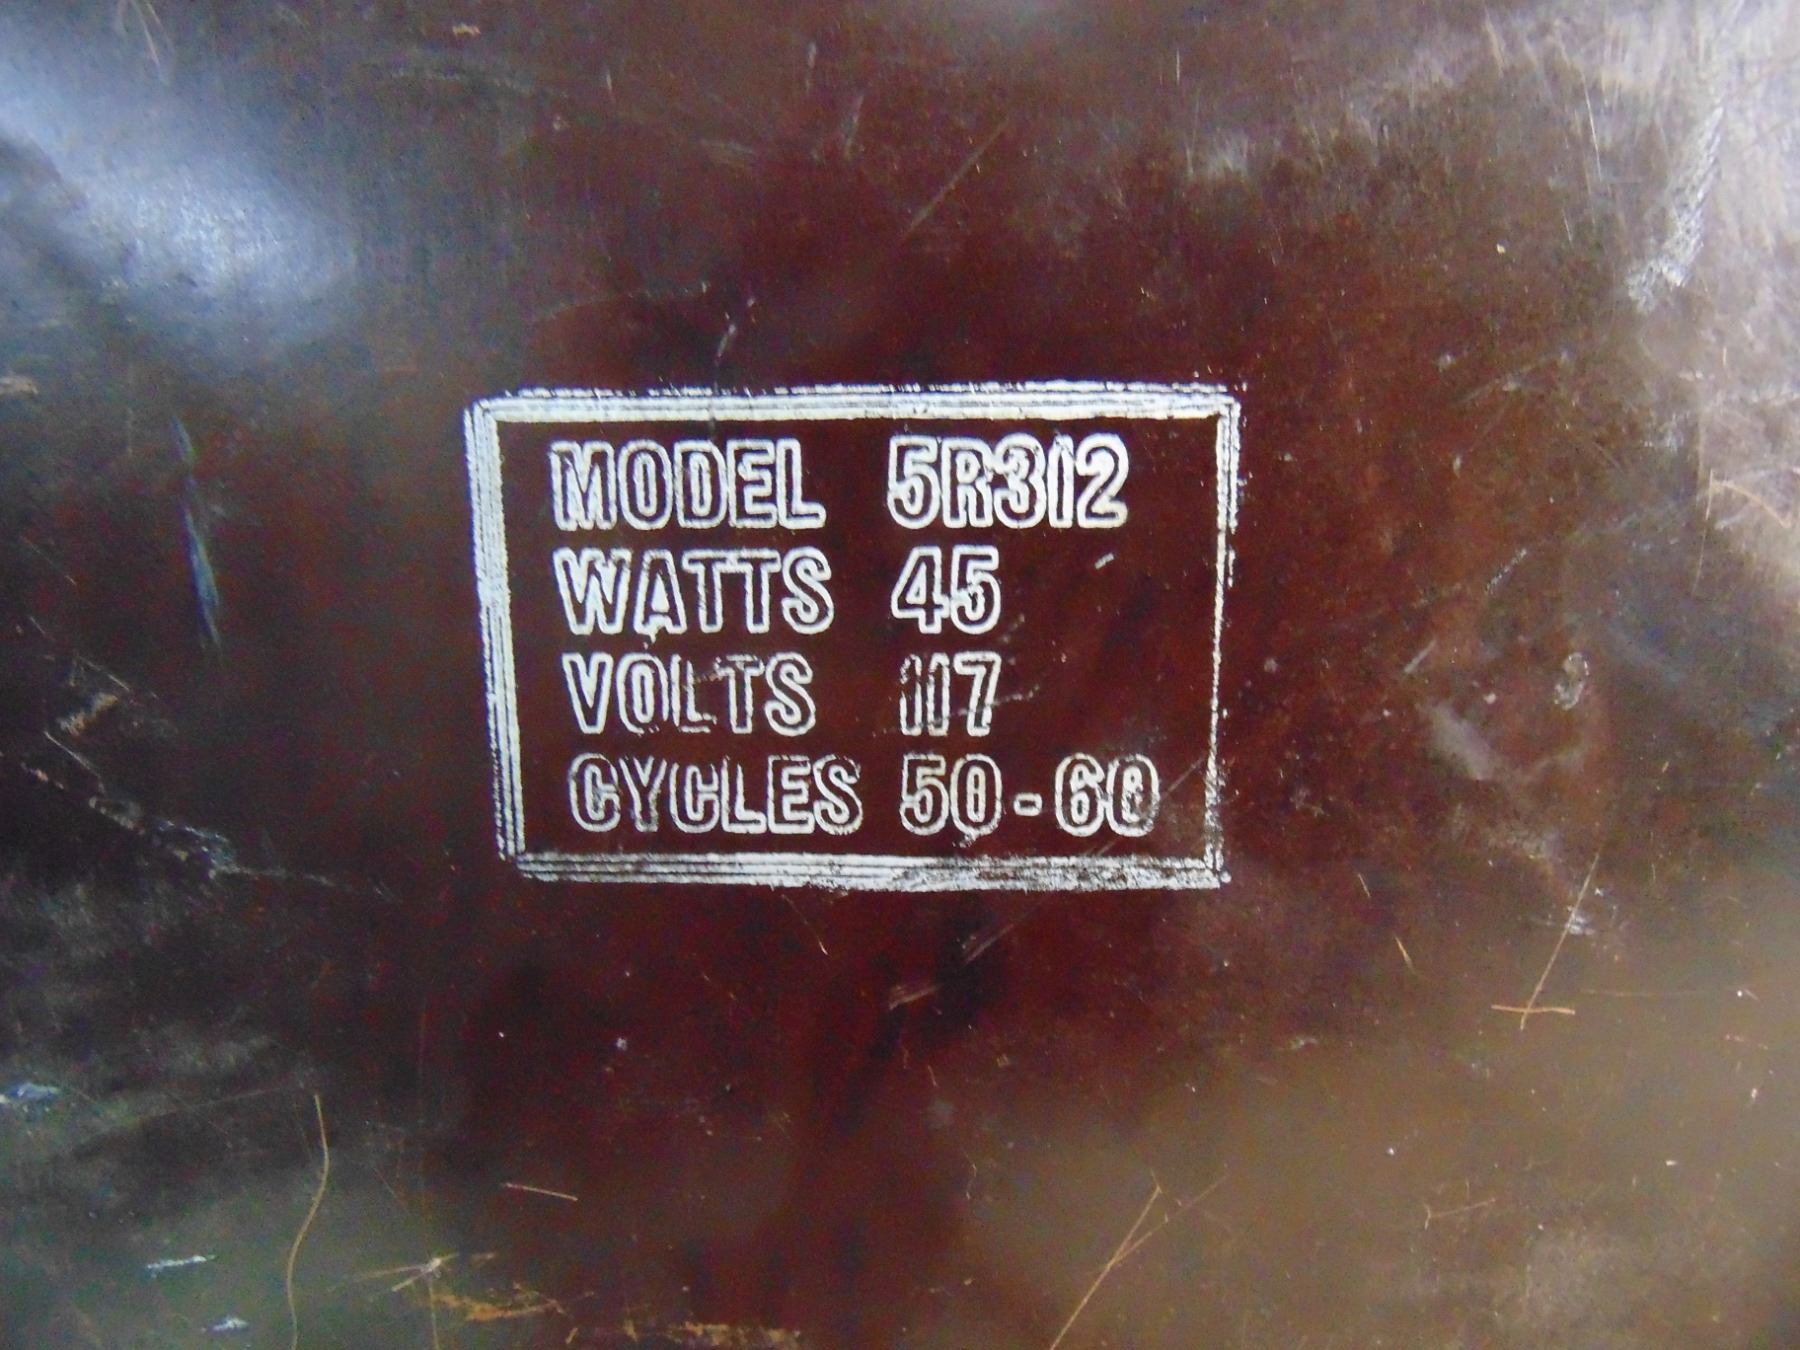 MODEL 5R312
WATTS 45
VOLTS 117
CYCLES 50-60